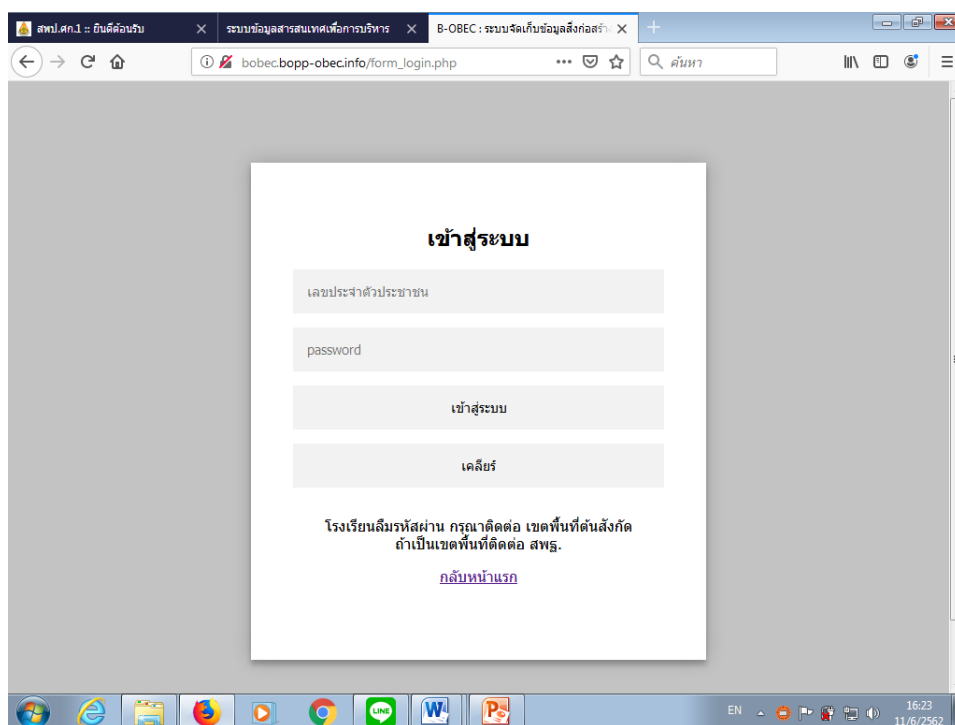 สพป.ศก.1 :: ยินดีต้อนรับ
ระบบข้อมูลสารสนเทศเพื่อการบริหาร
B-OBEC : ระบบจัดเก็บข้อมูลสิ่งก่อสร้าง
bobec.bopp-obec.info/form_login.php
ค้นหา
เข้าสู่ระบบ
เลขประจำตัวประชาชน
password
เข้าสู่ระบบ
เคลียร์
โรงเรียนลืมรหัสผ่าน กรุณาติดต่อ เขตพื้นที่ต้นสังกัด
ถ้าเป็นเขตพื้นที่ติดต่อ สพฐ.
กลับหน้าแรก
LINE
EN
16:23
11/6/2562